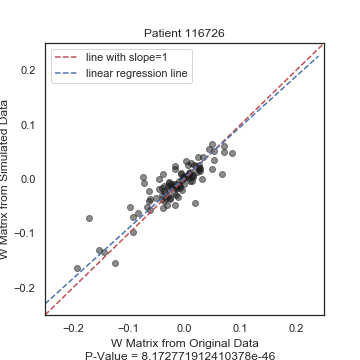 Patient 116726
line with slope=1
linear regression line
W Matrix from Simulated Data
0.2
0.1
0.0
−0.1
−0.2
−0.2
−0.1
0.0
0.1
0.2
W Matrix from Original Data
P-Value = 8.172771912410378e-46